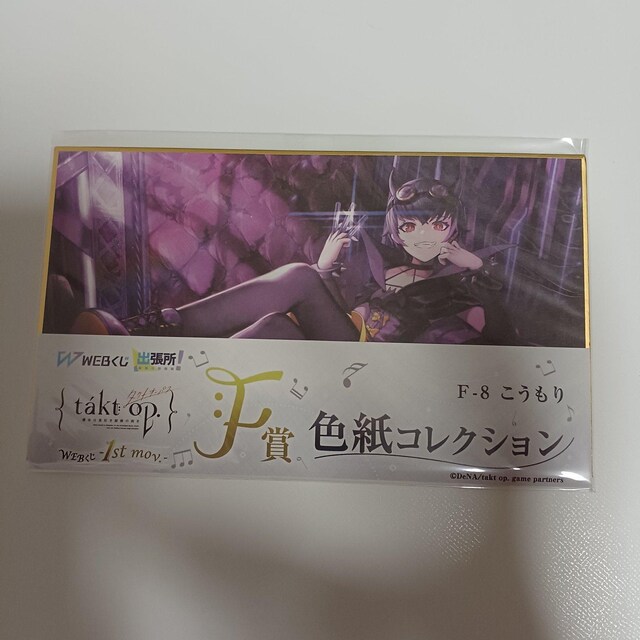 WEBくじ 出張所!
F-8 こうもり
{takt op.}
F賞 色紙コレクション
WEBくじ -1st mov.-
©DeNA/takt op. game partners